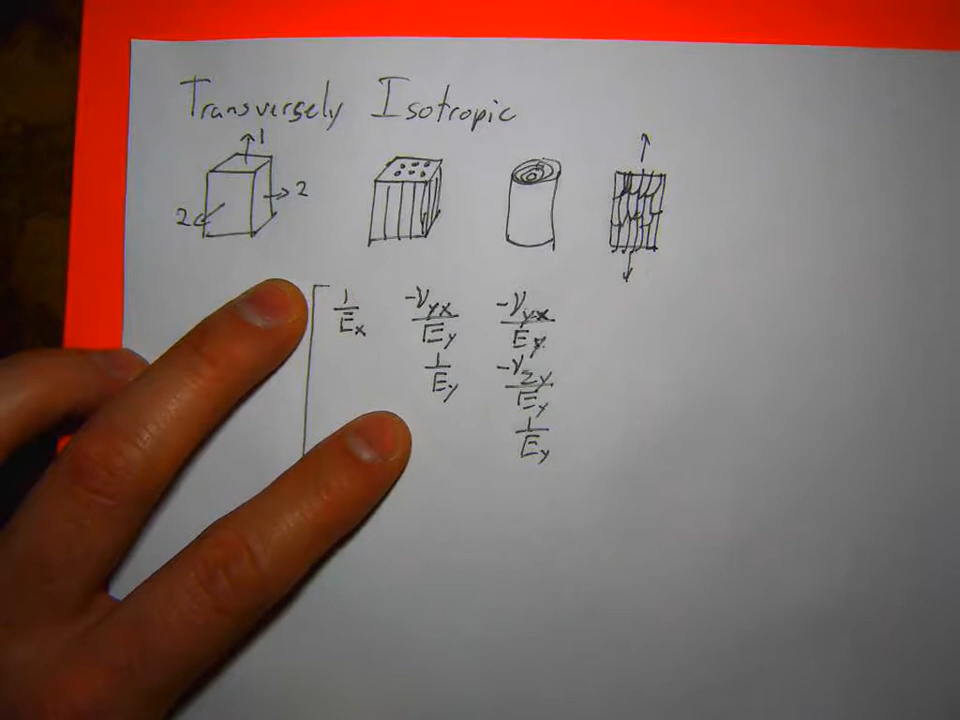 Transversely Isotropic
1
2
2
1/Ex -νyx/Ey -νyx/Ey
1/Ey -νzy/Ey
1/Ey